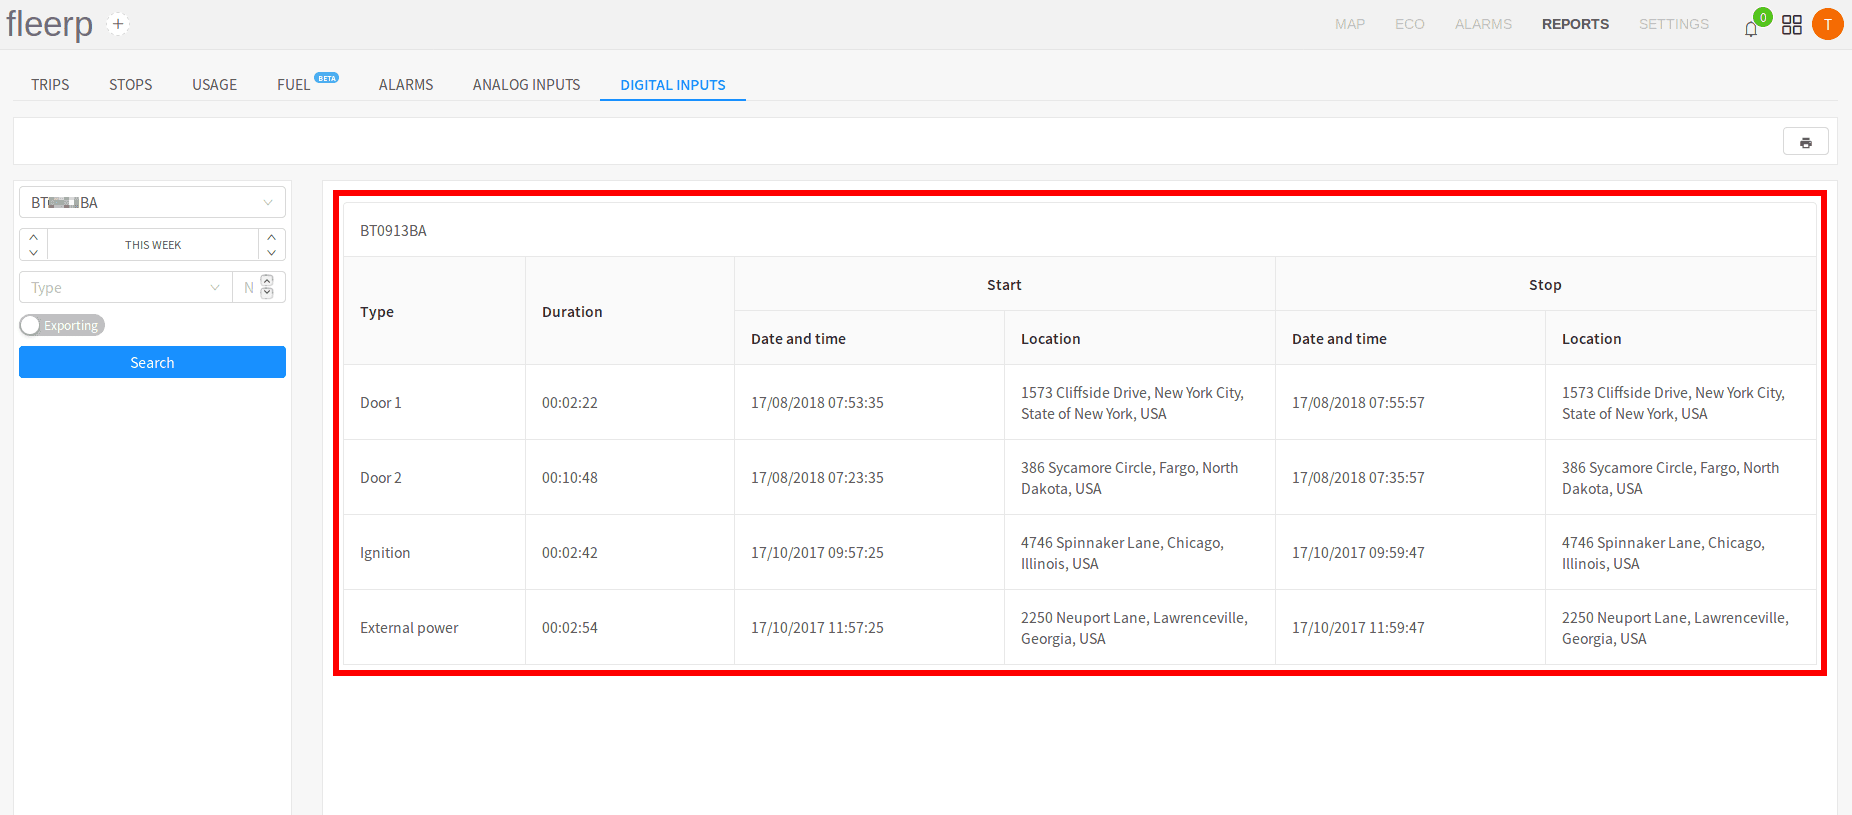 fleerp +
MAP ECO ALARMS REPORTS SETTINGS 0 T
TRIPS STOPS USAGE FUEL BETA ALARMS ANALOG INPUTS DIGITAL INPUTS
BT BA
THIS WEEK
Type N
Exporting
Search
BT0913BA
Type Duration Start Stop
Date and time Location Date and time Location
Door 1 00:02:22 17/08/2018 07:53:35 1573 Cliffside Drive, New York City, 17/08/2018 07:55:57 1573 Cliffside Drive, New York City,
State of New York, USA State of New York, USA
Door 2 00:10:48 17/08/2018 07:23:35 386 Sycamore Circle, Fargo, North 17/08/2018 07:35:57 386 Sycamore Circle, Fargo, North
Dakota, USA Dakota, USA
Ignition 00:02:42 17/10/2017 09:57:25 4746 Spinnaker Lane, Chicago, 17/10/2017 09:59:47 4746 Spinnaker Lane, Chicago,
Illinois, USA Illinois, USA
External power 00:02:54 17/10/2017 11:57:25 2250 Neuport Lane, Lawrenceville, 17/10/2017 11:59:47 2250 Neuport Lane, Lawrenceville,
Georgia, USA Georgia, USA